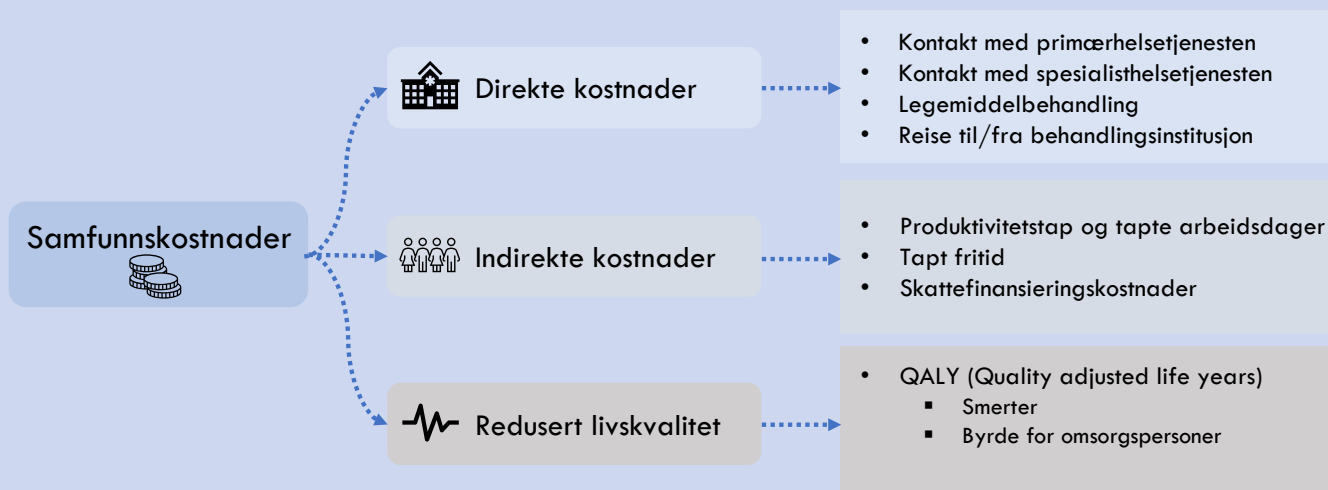 Samfunnskostnader
Direkte kostnader
• Kontakt med primærhelsetjenesten
• Kontakt med spesialisthelsetjenesten
• Legemiddelbehandling
• Reise til/fra behandlingsinstitusjon
Indirekte kostnader
• Produktivitetstap og tapte arbeidsdager
• Tapt fritid
• Skattefinansieringskostnader
Redusert livskvalitet
• QALY (Quality adjusted life years)
▪ Smerter
▪ Byrde for omsorgspersoner